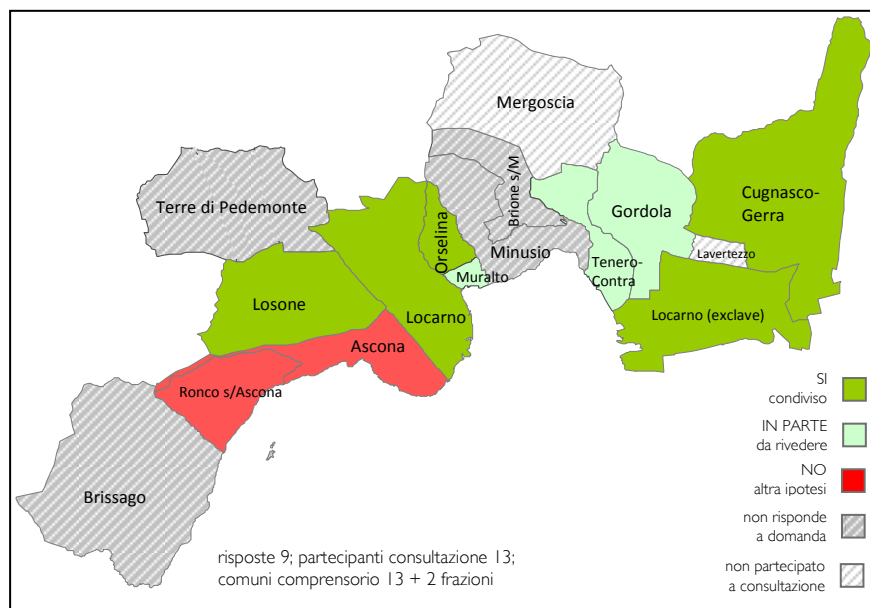 Mergoscia
Terre di Pedemonte
Brione s/M
Orselina
Gordola
Cugnasco-
Gerra
Minusio
Lavertezzo
Muralto
Tenero-
Contra
Losone
Locarno
Locarno (exclave)
Ascona
Ronco s/Ascona
Brissago
SI
condiviso
IN PARTE
da rivedere
NO
altra ipotesi
non risponde
a domanda
non partecipato
a consultazione
risposte 9; partecipanti consultazione 13;
comuni comprensorio 13 + 2 frazioni